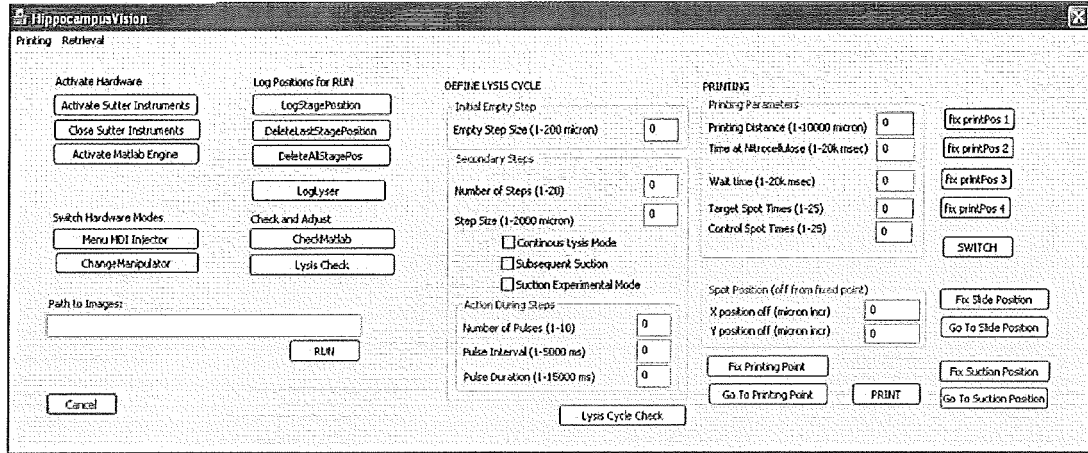 HippocampusVision
Printing Retrieval
Activate Hardware
Activate Sutter Instruments
Close Sutter Instruments
Activate Matlab Engine
Switch Hardware Modes
Menu HDI Injector
ChangeManipulator
Log Positions for RUN
LogStagePosition
DeleteLastStagePosition
DeleteAllStagePos
LogLyser
Check and Adjust
CheckMatlab
Lysis Check
Path to Images:
RUN
Cancel
DEFINE LYSIS CYCLE
Initial Empty Step
Empty Step Size (1-200 micron) 0
Secundary Steps
Number of Steps (1-20) 0
Step Size (1-2000 micron) 0
Continous Lysis Mode
Subsequent Suction
Suction Experimental Mode
Action During Steps
Number of Pulses (1-10) 0
Pulse Interval (1-5000 ms) 0
Pulse Duration (1-15000 ms) 0
Lysis Cycle Check
PRINTING
Printing Parameters
Printing Distance (1-10000 micron) 0
Time at Nitrocellulose (1-20k msec) 0
Wait time (1-20k msec) 0
Target Spot Times (1-25) 0
Control Spot Times (1-25) 0
fix printPos 1
fix printPos 2
fix printPos 3
fix printPos 4
SWITCH
Spot Position (off from fixed point)
X position off (micron incr) 0
Y position off (micron incr) 0
Fix Printing Point
Go To Printing Point
PRINT
Fix Slide Position
Go To Slide Position
Fix Suction Position
Go To Suction Position